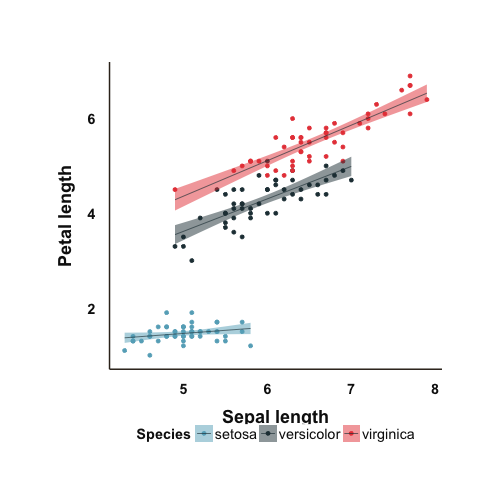 Petal length
6
4
2
5 6 7 8
Sepal length
Species setosa versicolor virginica